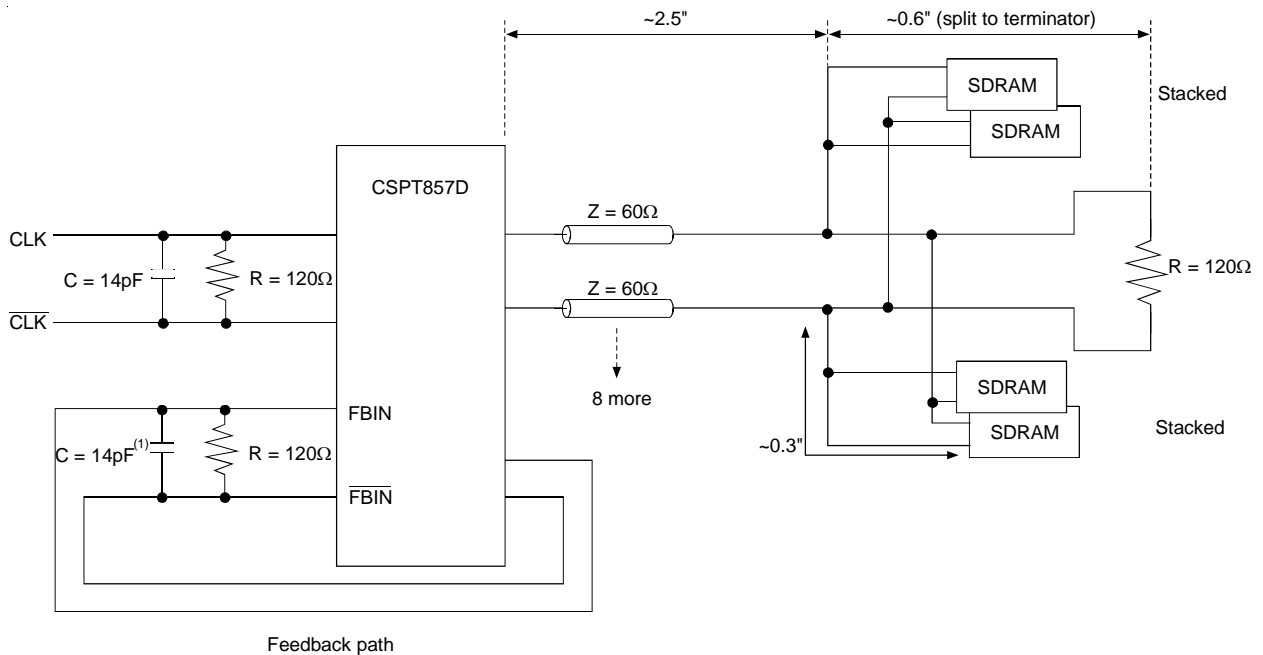 ~2.5"
~0.6" (split to terminator)
SDRAM
Stacked
SDRAM
CSPT857D
Z = 60Ω
CLK
C = 14pF
R = 120Ω
R = 120Ω
CLK
Z = 60Ω
8 more
SDRAM
FBIN
SDRAM
Stacked
C = 14pF(1)
R = 120Ω
~0.3"
FBIN
Feedback path